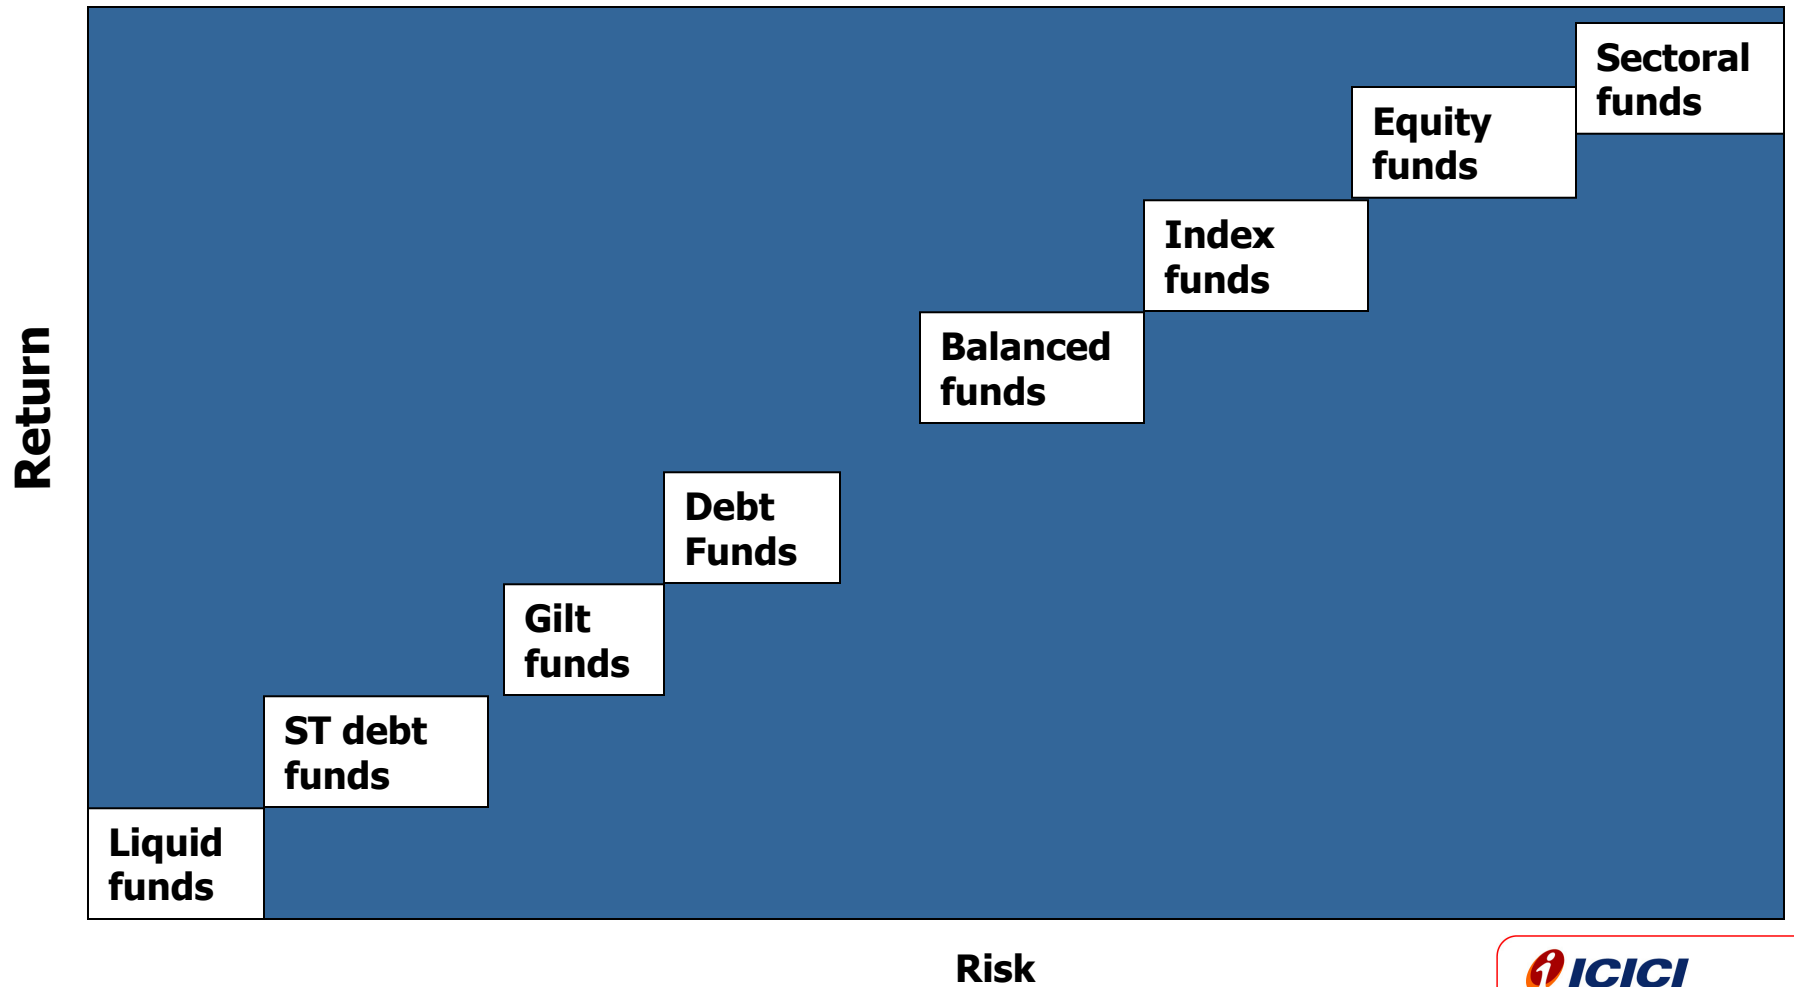 Sectoral
funds
Equity
funds
Index
funds
Balanced
funds
Return
Debt
Funds
Gilt
funds
ST debt
funds
Liquid
funds
Risk
ICICI